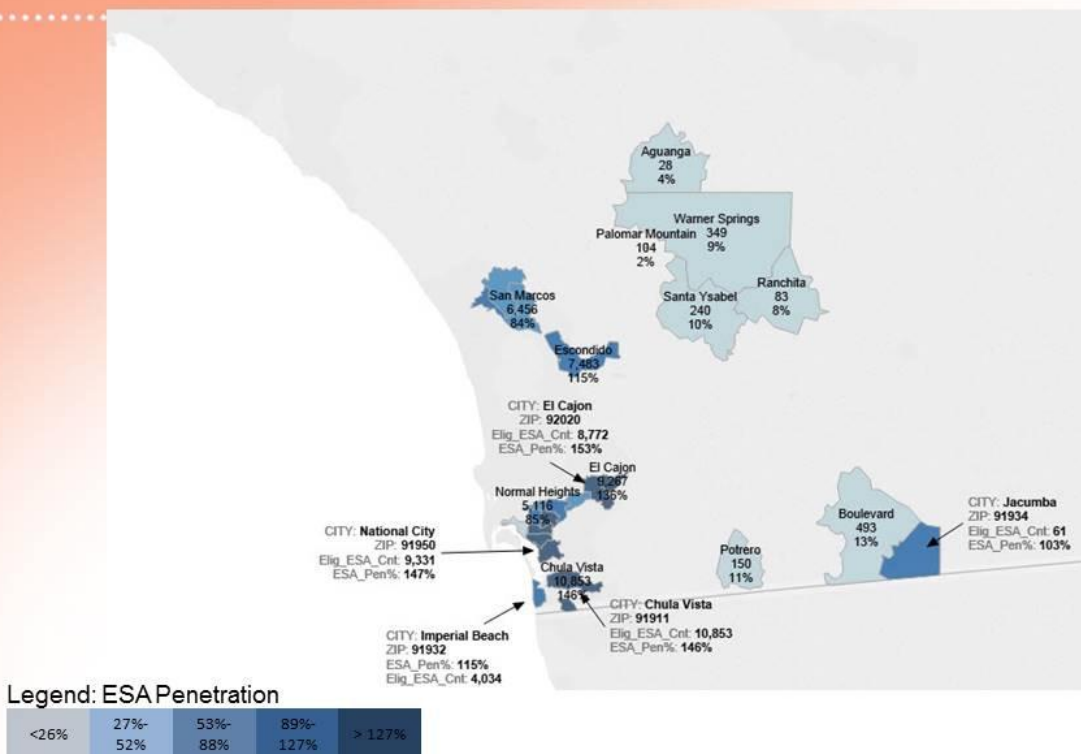 Aguanga
28
4%
Warner Springs
349
9%
Palomar Mountain
104
2%
Ranchita
83
8%
Santa Ysabel
240
10%
San Marcos
6,456
84%
Escondido
7,483
115%
CITY: El Cajon
ZIP: 92020
Elig_ESA_Cnt: 8,772
ESA_Pen%: 153%
El Cajon
9,267
136%
Normal Heights
5,116
85%
CITY: National City
ZIP: 91950
Elig_ESA_Cnt: 9,331
ESA_Pen%: 147%
Boulevard
493
13%
CITY: Jacumba
ZIP: 91934
Elig_ESA_Cnt: 61
ESA_Pen%: 103%
Potrero
150
11%
Chula Vista
10,853
146%
CITY: Chula Vista
ZIP: 91911
Elig_ESA_Cnt: 10,853
ESA_Pen%: 146%
CITY: Imperial Beach
ZIP: 91932
ESA_Pen%: 115%
Elig_ESA_Cnt: 4,034
Legend: ESA Penetration
<26%
27%-
52%
53%-
88%
89%-
127%
> 127%